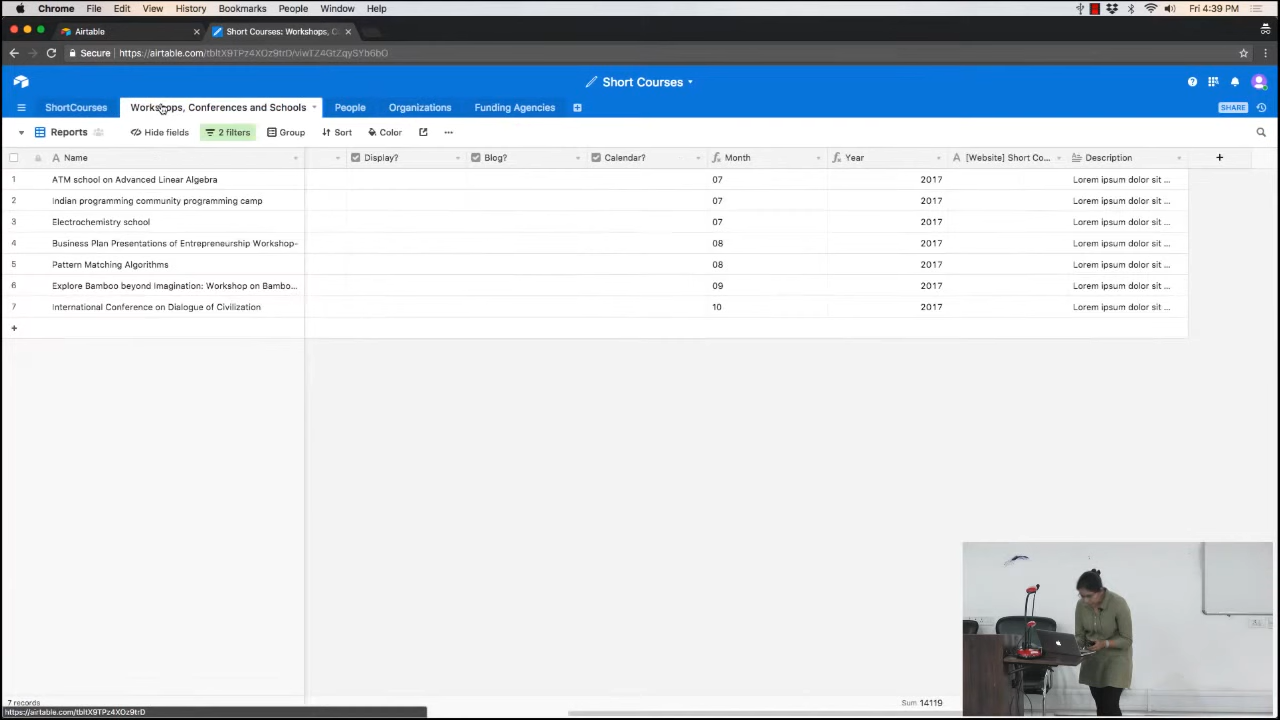 Chrome File Edit View History Bookmarks People Window Help Fri 4:39 PM
Airtable Short Courses: Workshops, C
Secure https://airtable.com/tbltX9TPz4XOz9trD/viwTZ4GtZqySYb6bO
Short Courses
ShortCourses Workshops, Conferences and Schools People Organizations Funding Agencies SHARE
Reports Hide fields 2 filters Group Sort Color
Name Display? Blog? Calendar? Month Year [Website] Short Co... Description
1 ATM school on Advanced Linear Algebra 07 2017 Lorem ipsum dolor sit ...
2 Indian programming community programming camp 07 2017 Lorem ipsum dolor sit ...
3 Electrochemistry school 07 2017 Lorem ipsum dolor sit ...
4 Business Plan Presentations of Entrepreneurship Workshop- 08 2017 Lorem ipsum dolor sit ...
5 Pattern Matching Algorithms 08 2017 Lorem ipsum dolor sit ...
6 Explore Bamboo beyond Imagination: Workshop on Bambo... 09 2017 Lorem ipsum dolor sit ...
7 International Conference on Dialogue of Civilization 10 2017 Lorem ipsum dolor sit ...
7 records Sum 14119
https://airtable.com/tbltX9TPz4XOz9trD